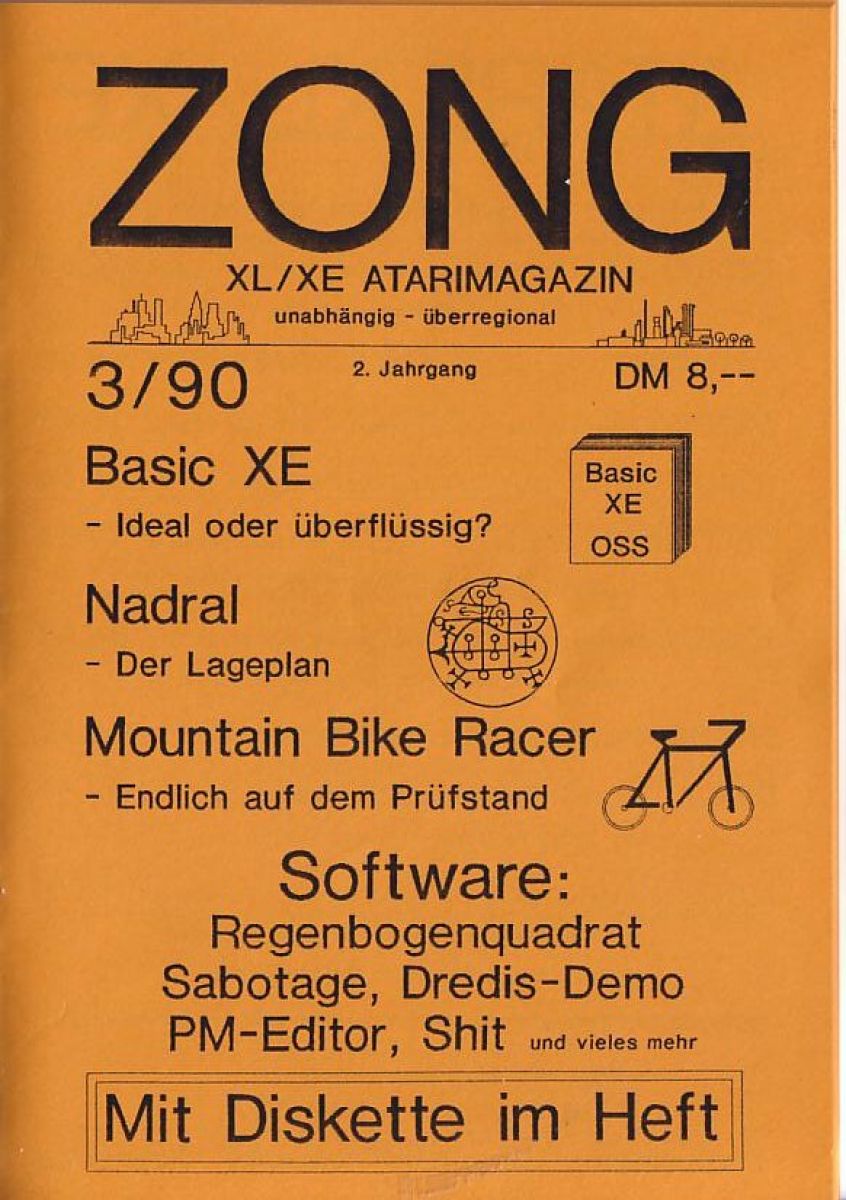 ZONG
XL/XE ATARIMAGAZIN
unabhängig - überregional
3/90
2. Jahrgang
DM 8,--
Basic XE
- Ideal oder überflüssig?
Basic
XE
OSS
Nadral
- Der Lageplan
Mountain Bike Racer
- Endlich auf dem Prüfstand
Software:
Regenbogenquadrat
Sabotage, Dredis-Demo
PM-Editor, Shit und vieles mehr
Mit Diskette im Heft